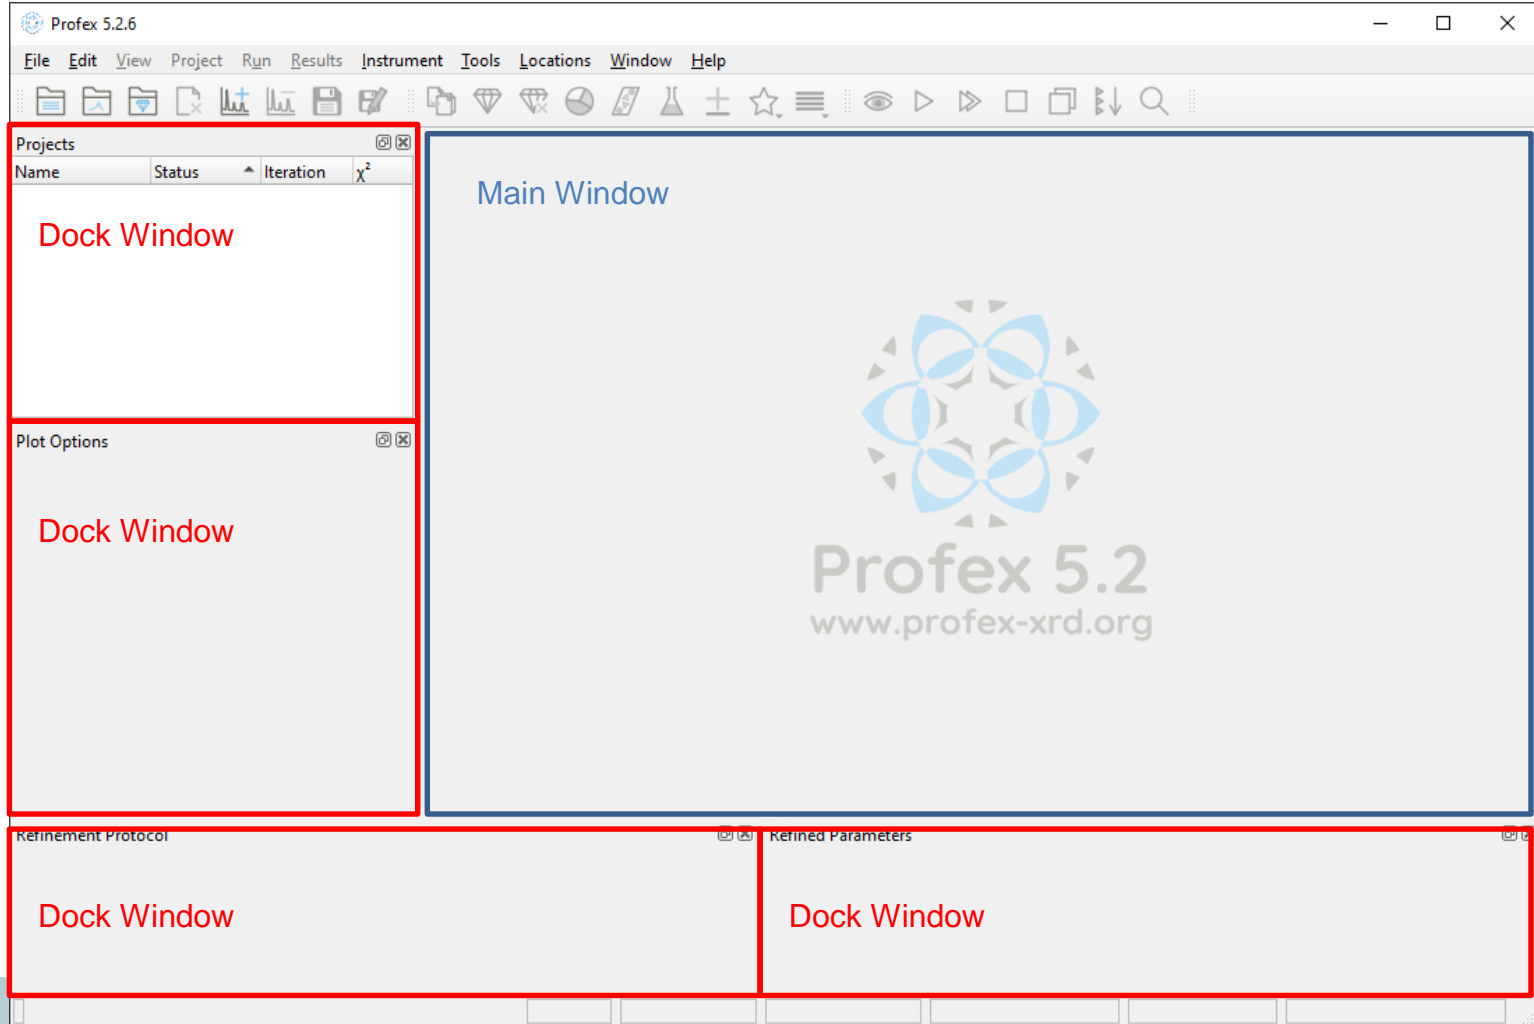 Profex 5.2.6
File Edit View Project Run Results Instrument Tools Locations Window Help
Projects
Name Status Iteration χ²
Dock Window
Main Window
Plot Options
Dock Window
Profex 5.2
www.profex-xrd.org
Refinement Protocol
Refined Parameters
Dock Window
Dock Window